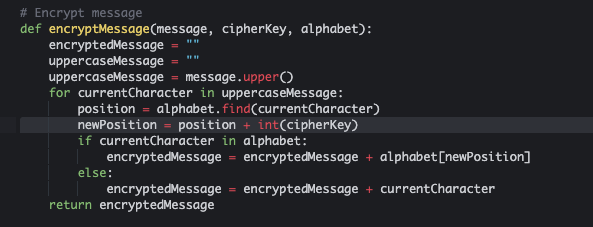 # Encrypt message
def encryptMessage(message, cipherKey, alphabet):
    encryptedMessage = ""
    uppercaseMessage = ""
    uppercaseMessage = message.upper()
    for currentCharacter in uppercaseMessage:
        position = alphabet.find(currentCharacter)
        newPosition = position + int(cipherKey)
        if currentCharacter in alphabet:
            encryptedMessage = encryptedMessage + alphabet[newPosition]
        else:
            encryptedMessage = encryptedMessage + currentCharacter
    return encryptedMessage